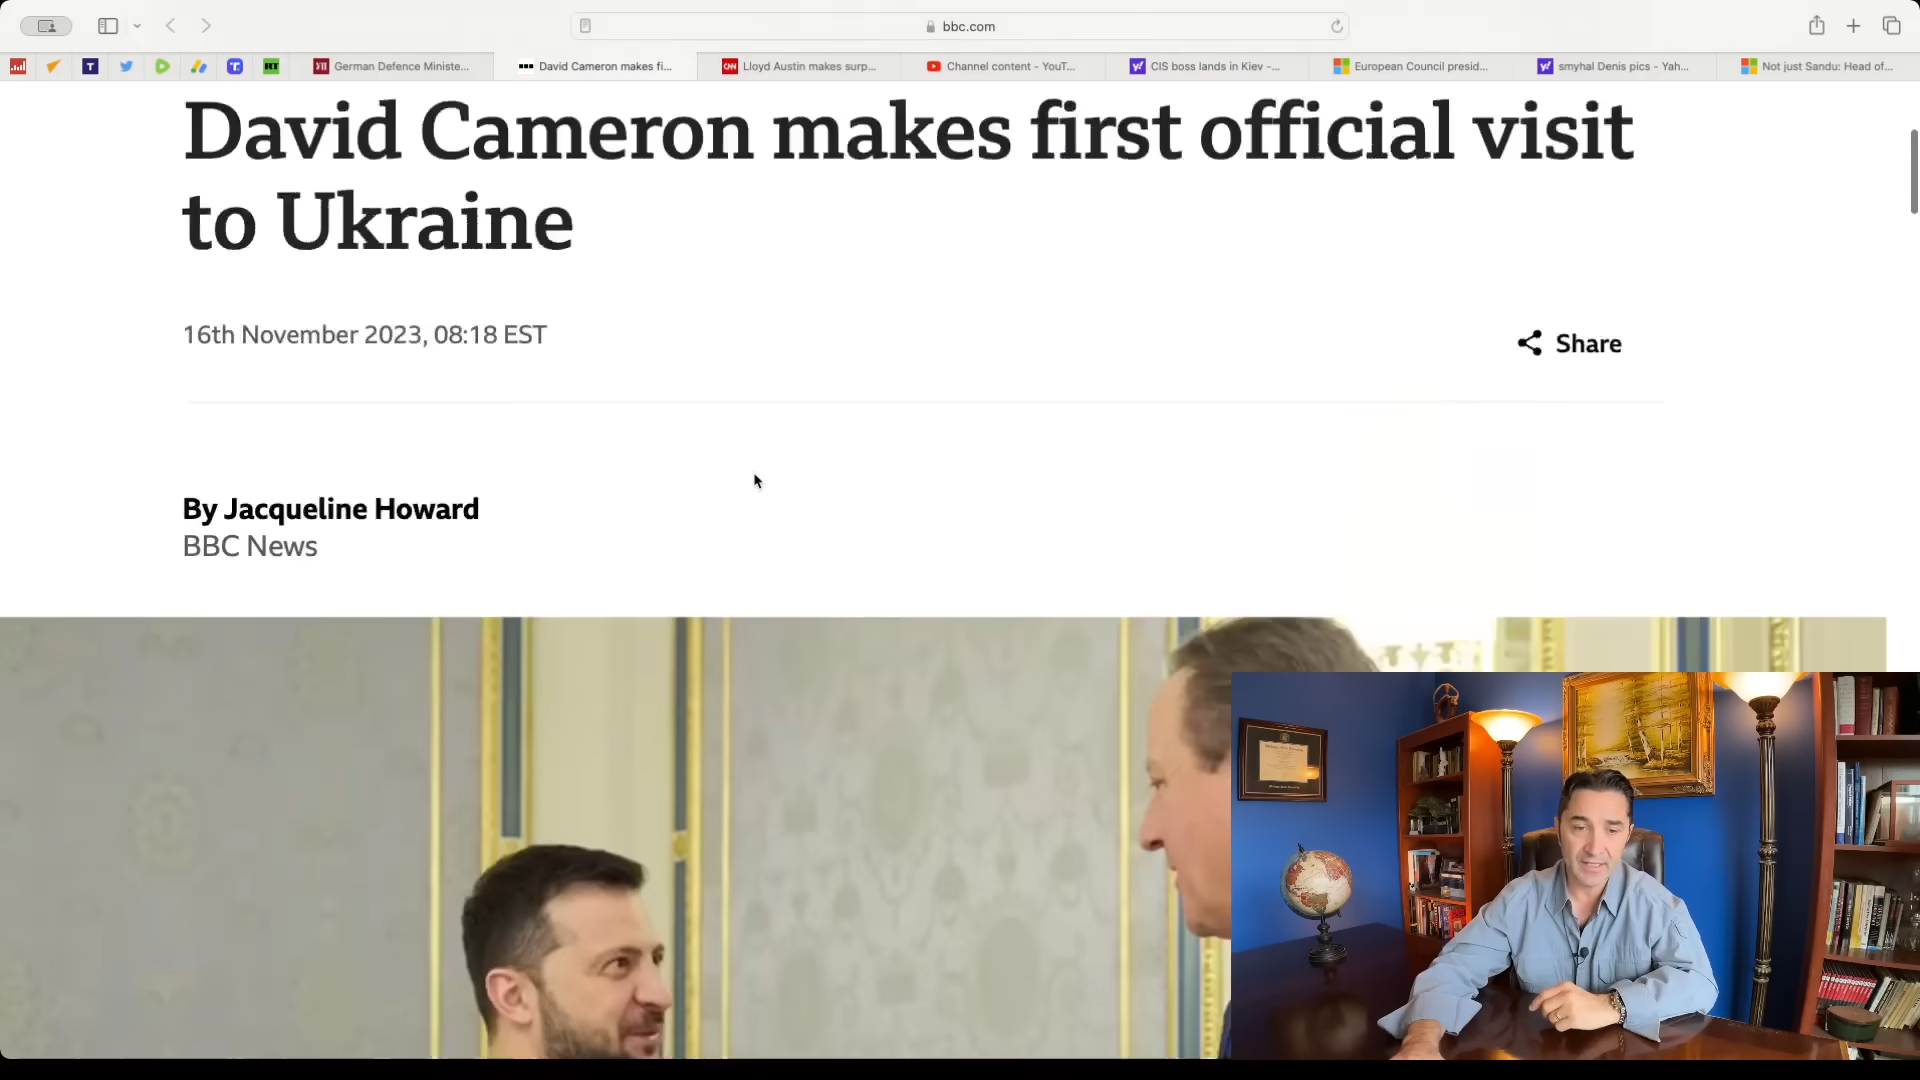 bbc.com
German Defence Ministe...
David Cameron makes fi...
CNN
Lloyd Austin makes surp...
Channel content - YouT...
CIS boss lands in Kiev -...
European Council presid...
smyhal Denis pics - Yah...
Not just Sandu: Head of...
David Cameron makes first official visit
to Ukraine
16th November 2023, 08:18 EST
Share
By Jacqueline Howard
BBC News